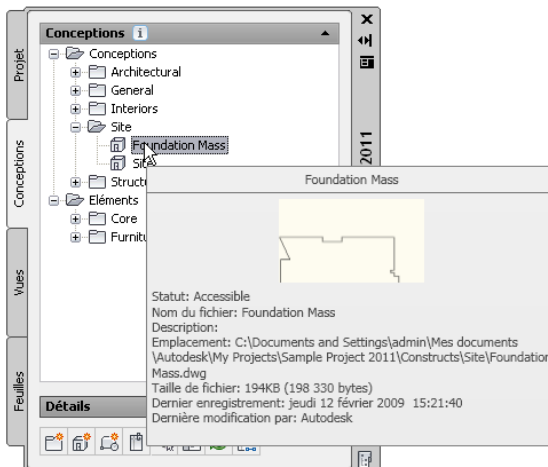 Conceptions
Projet
Conceptions
Vues
Feuilles
2011
Conceptions
Architectural
General
Interiors
Site
Foundation Mass
Eléments
Core
Foundation Mass
Statut: Accessible
Nom du fichier: Foundation Mass
Description:
Emplacement: C:\Documents and Settings\admin\Mes documents
\Autodesk\My Projects\Sample Project 2011\Constructs\Site\Foundation
Mass.dwg
Taille de fichier: 194KB (198 330 bytes)
Dernier enregistrement: jeudi 12 février 2009 15:21:40
Dernière modification par: Autodesk
Détails